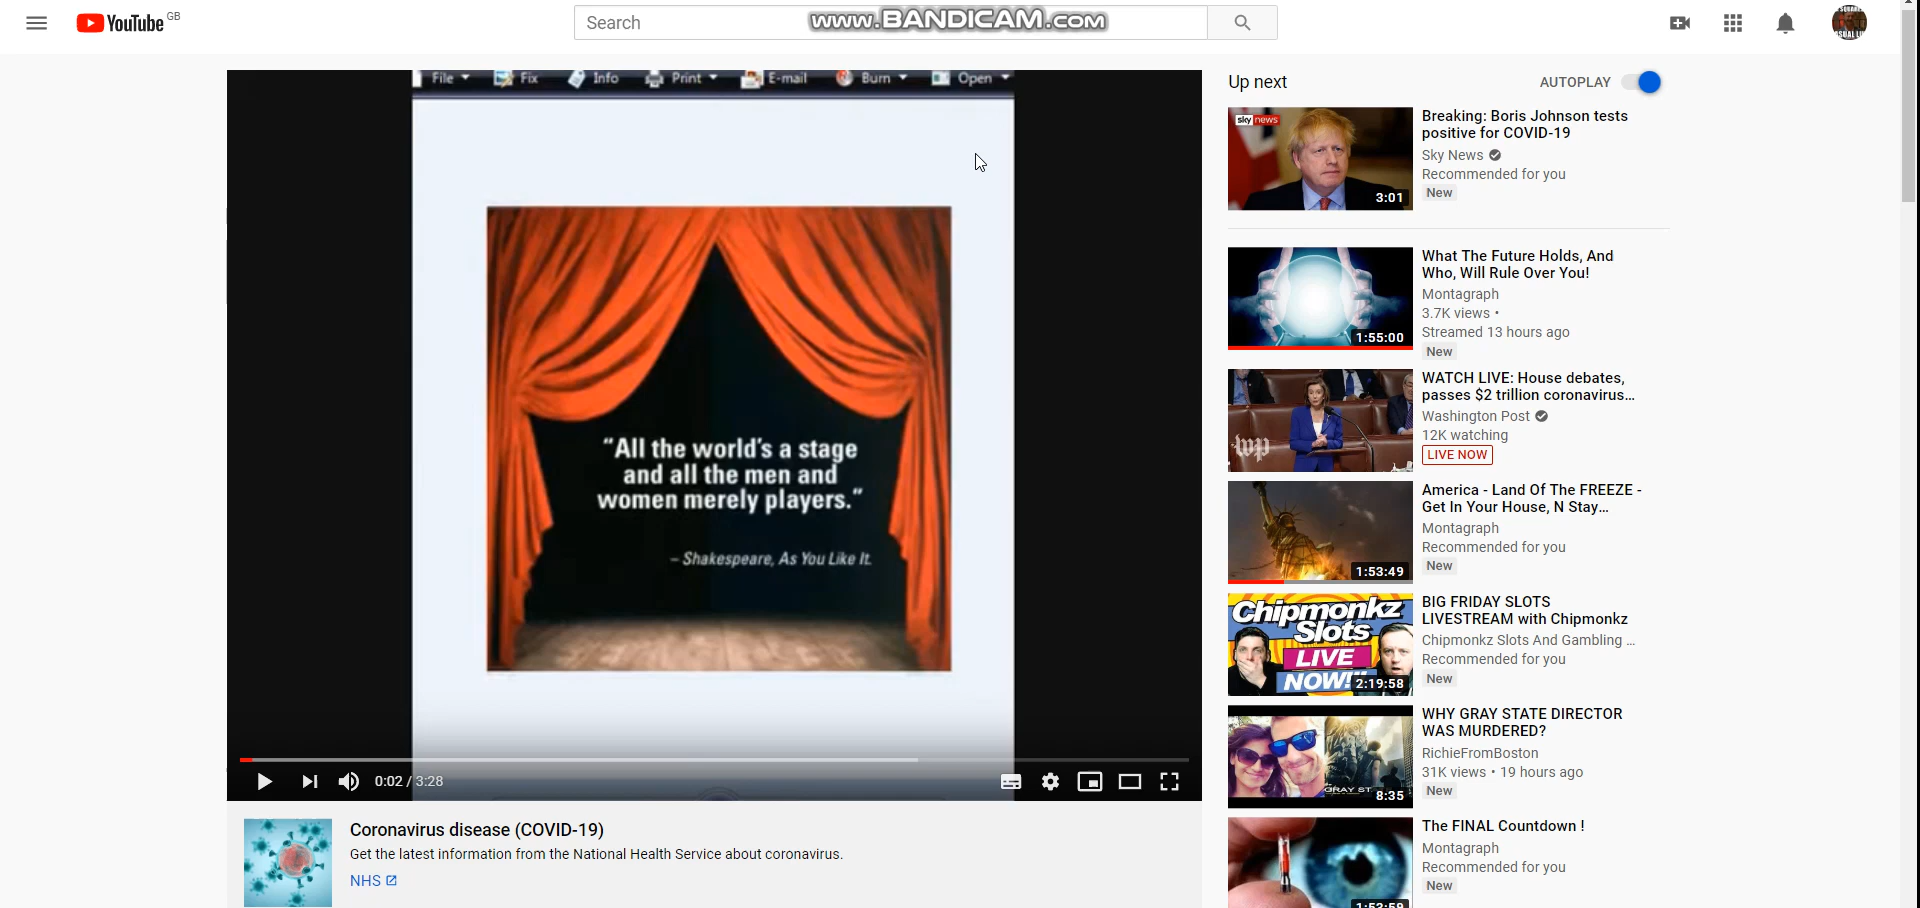 YouTube GB
Search
www.BANDICAM.com
File
Fix
Info
Print
E-mail
Burn
Open
"All the world's a stage
and all the men and
women merely players."
– Shakespeare, As You Like It.
0:02 / 3:28
Coronavirus disease (COVID-19)
Get the latest information from the National Health Service about coronavirus.
NHS
Up next
AUTOPLAY
sky news
3:01
Breaking: Boris Johnson tests
positive for COVID-19
Sky News
Recommended for you
New
1:55:00
What The Future Holds, And
Who, Will Rule Over You!
Montagraph
3.7K views •
Streamed 13 hours ago
New
wp
WATCH LIVE: House debates,
passes $2 trillion coronavirus...
Washington Post
12K watching
LIVE NOW
1:53:49
America - Land Of The FREEZE -
Get In Your House, N Stay...
Montagraph
Recommended for you
New
Chipmonkz
Slots
LIVE
NOW!
2:19:58
BIG FRIDAY SLOTS
LIVESTREAM with Chipmonkz
Chipmonkz Slots And Gambling ...
Recommended for you
New
GRAY ST
8:35
WHY GRAY STATE DIRECTOR
WAS MURDERED?
RichieFromBoston
31K views • 19 hours ago
New
1:53:59
The FINAL Countdown !
Montagraph
Recommended for you
New